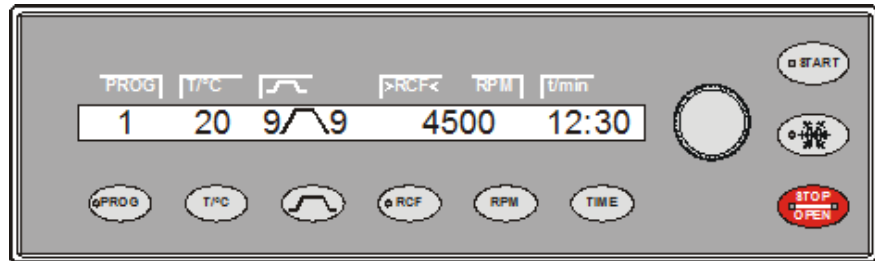 PROG T/°C >RCF< RPM t/min
1 20 9 9 4500 12:30
START
PROG T/°C RCF RPM TIME
STOP
OPEN